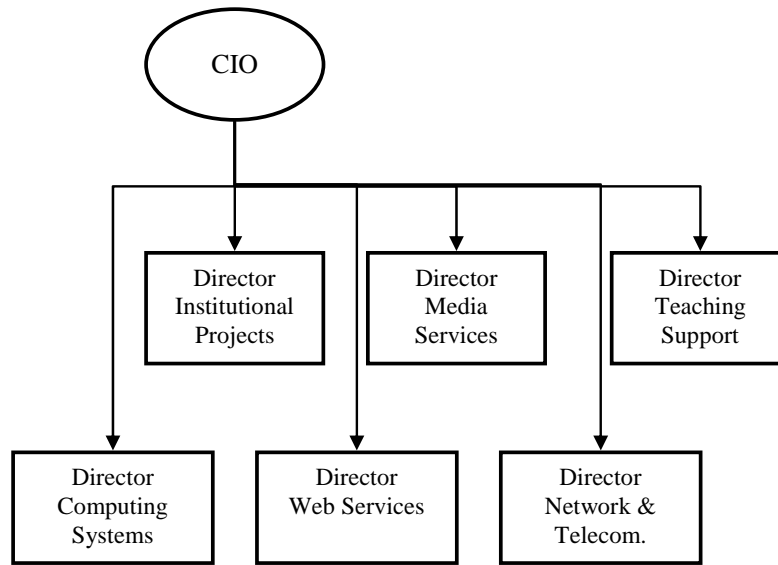 CIO
Director
Institutional
Projects
Director
Media
Services
Director
Teaching
Support
Director
Computing
Systems
Director
Web Services
Director
Network &
Telecom.